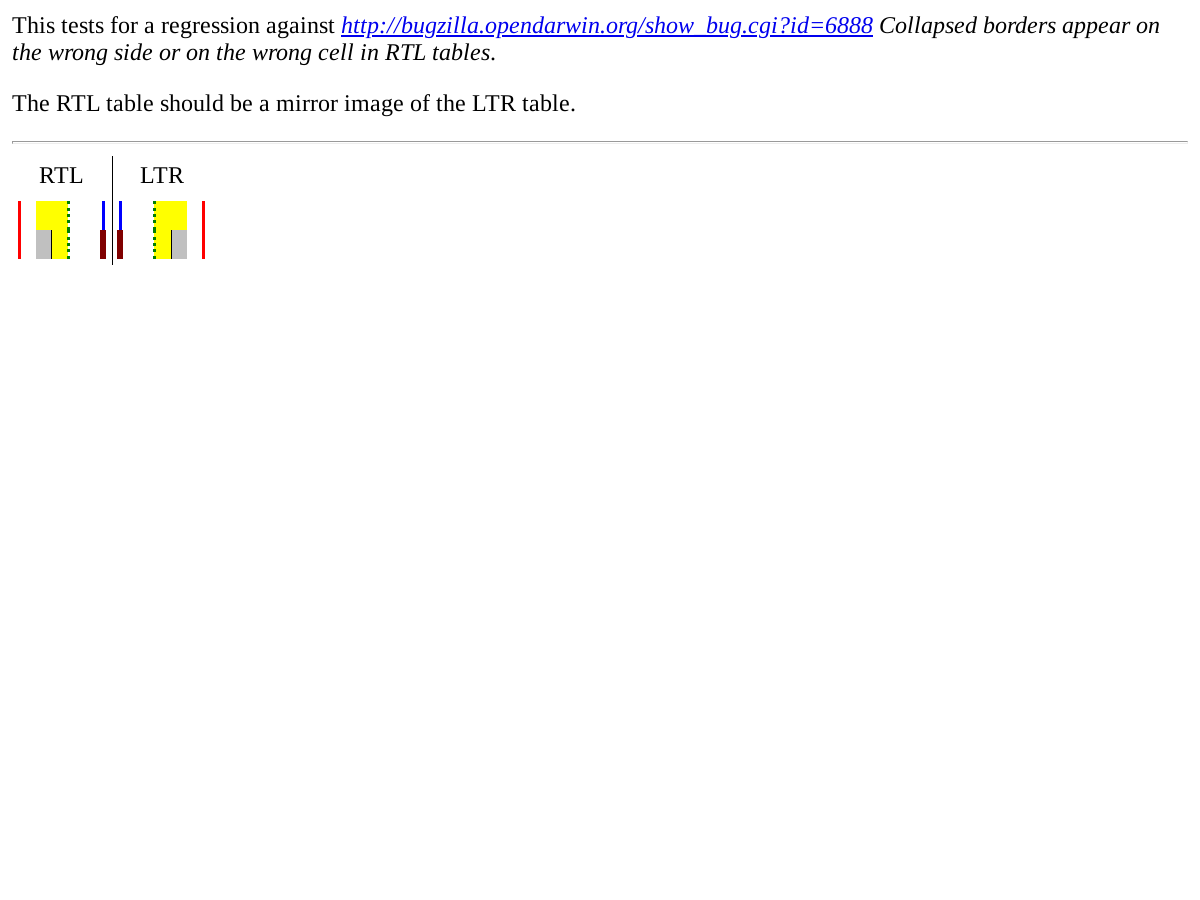 This tests for a regression against http://bugzilla.opendarwin.org/show_bug.cgi?id=6888 Collapsed borders appear on
the wrong side or on the wrong cell in RTL tables.
The RTL table should be a mirror image of the LTR table.
RTL LTR